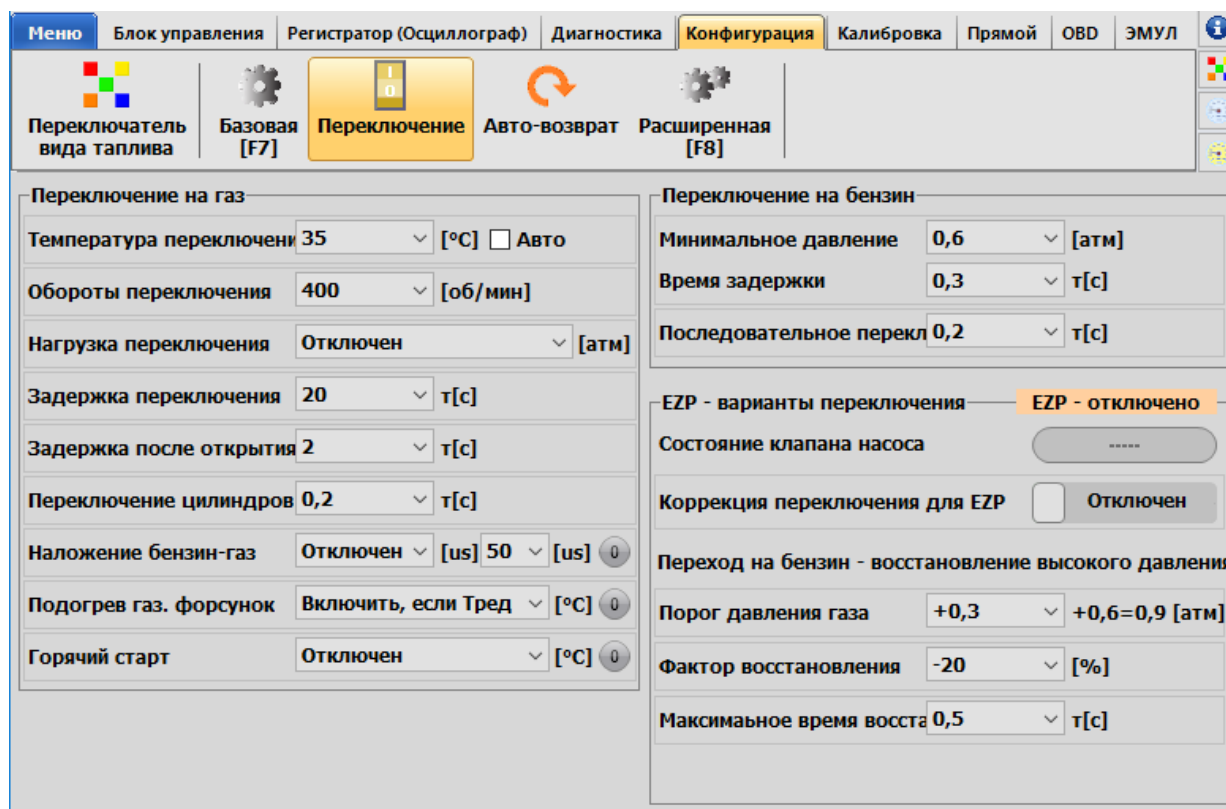 Меню Блок управления Регистратор (Осциллограф) Диагностика Конфигурация Калибровка Прямой OBD ЭМУЛ
Переключатель вида таплива
Базовая [F7]
Переключение
Авто-возврат
Расширенная [F8]
Переключение на газ
Температура переключени 35 [ºC] Авто
Обороты переключения 400 [об/мин]
Нагрузка переключения Отключен [атм]
Задержка переключения 20 т[с]
Задержка после открытия 2 т[с]
Переключение цилиндров 0,2 т[с]
Наложение бензин-газ Отключен [us] 50 [us] 0
Подогрев газ. форсунок Включить, если Тред [ºC] 0
Горячий старт Отключен [ºC] 0
Переключение на бензин
Минимальное давление 0,6 [атм]
Время задержки 0,3 т[с]
Последовательное перекл 0,2 т[с]
EZP - варианты переключения EZP - отключено
Состояние клапана насоса -----
Коррекция переключения для EZP Отключен
Переход на бензин - восстановление высокого давления
Порог давления газа +0,3 +0,6=0,9 [атм]
Фактор восстановления -20 [%]
Максимаьное время восста 0,5 т[с]